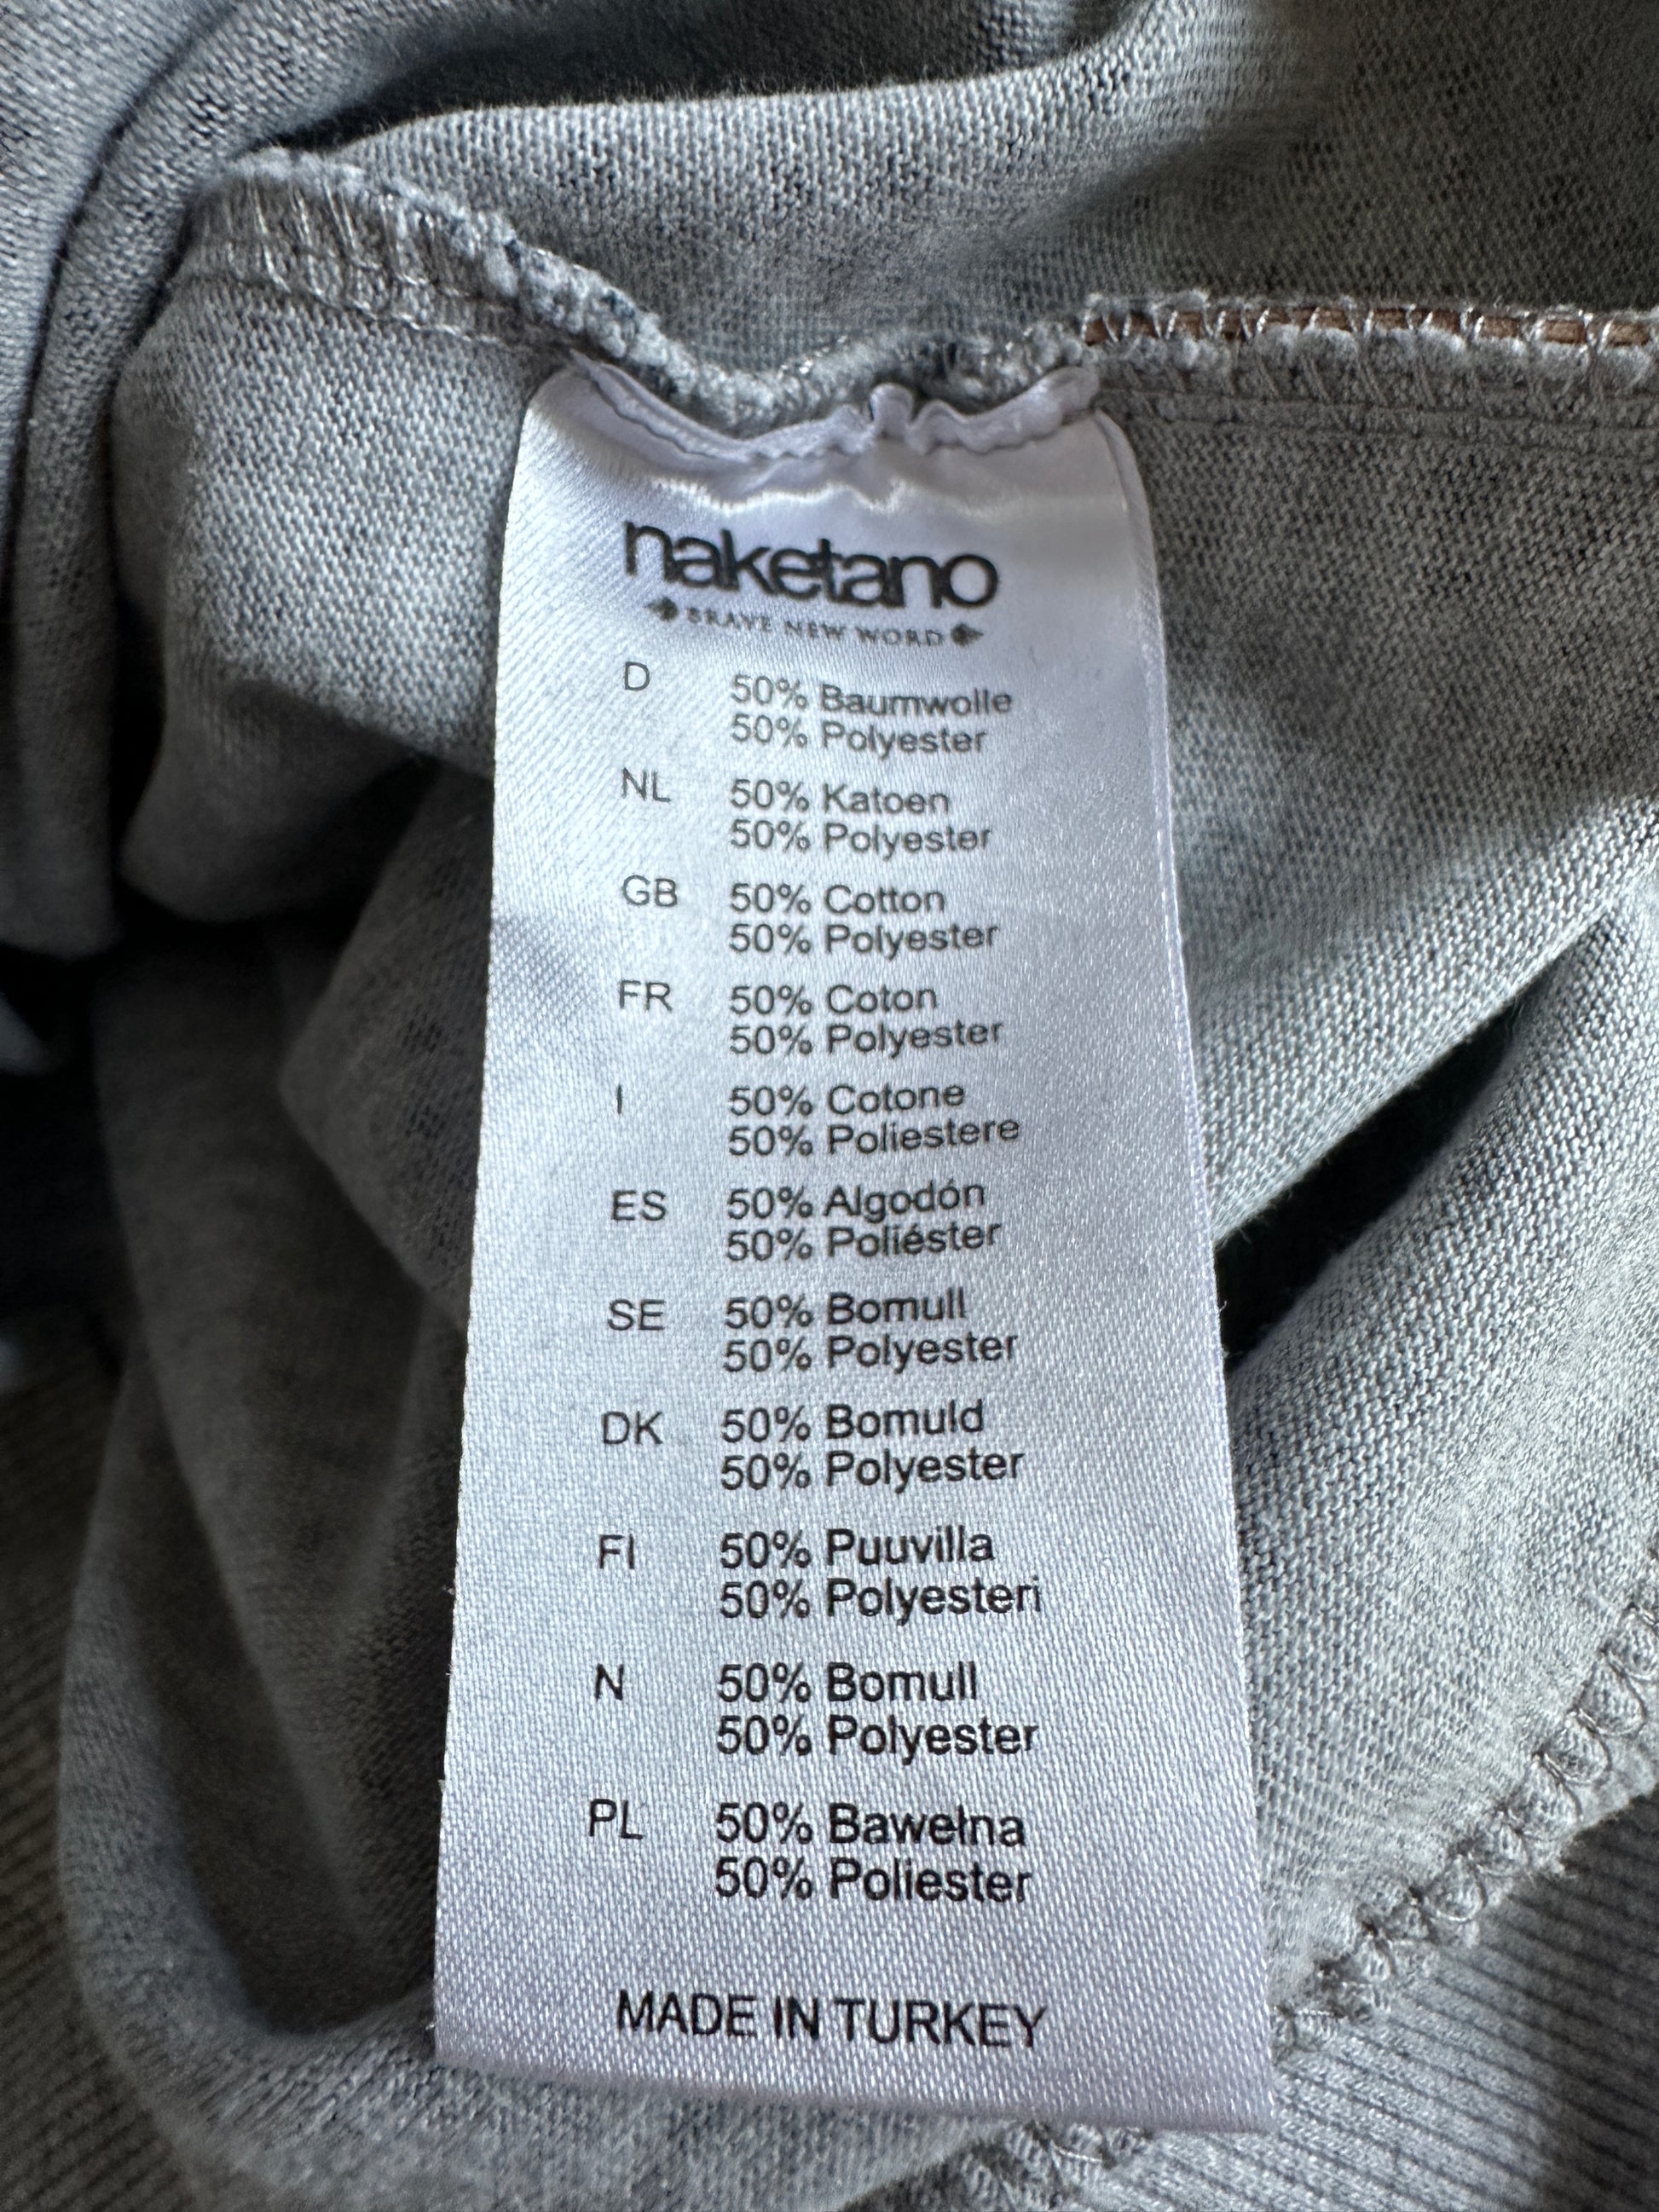 naketano
BRAVE NEW WORD
D 50% Baumwolle
50% Polyester
NL 50% Katoen
50% Polyester
GB 50% Cotton
50% Polyester
FR 50% Coton
50% Polyester
I 50% Cotone
50% Poliestere
ES 50% Algodón
50% Poliéster
SE 50% Bomull
50% Polyester
DK 50% Bomuld
50% Polyester
FI 50% Puuvilla
50% Polyesteri
N 50% Bomull
50% Polyester
PL 50% Bawełna
50% Poliester
MADE IN TURKEY